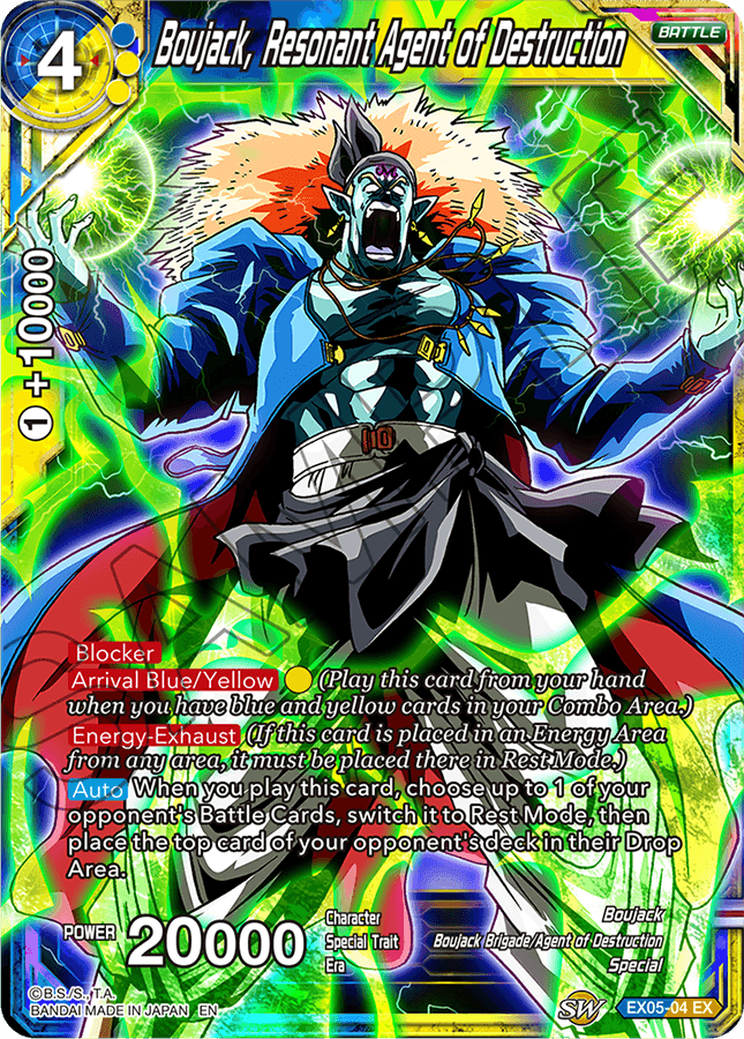 4
Boujack, Resonant Agent of Destruction
BATTLE
1 +10000
Blocker
Arrival Blue/Yellow (Play this card from your hand
when you have blue and yellow cards in your Combo Area.)
Energy-Exhaust (If this card is placed in an Energy Area
from any area, it must be placed there in Rest Mode.)
Auto When you play this card, choose up to 1 of your
opponent's Battle Cards, switch it to Rest Mode, then
place the top card of your opponent's deck in their Drop
Area.
POWER 20000
Character Boujack
Special Trait Boujack Brigade/Agent of Destruction
Era Special
©B.S./S.,T.A.
BANDAI MADE IN JAPAN EN
SW EX05-04 EX